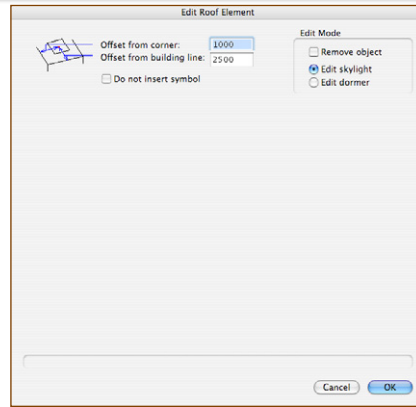 Edit Roof Element
Offset from corner: 1000
Offset from building line: 2500
Do not insert symbol
Edit Mode
Remove object
Edit skylight
Edit dormer
Cancel OK